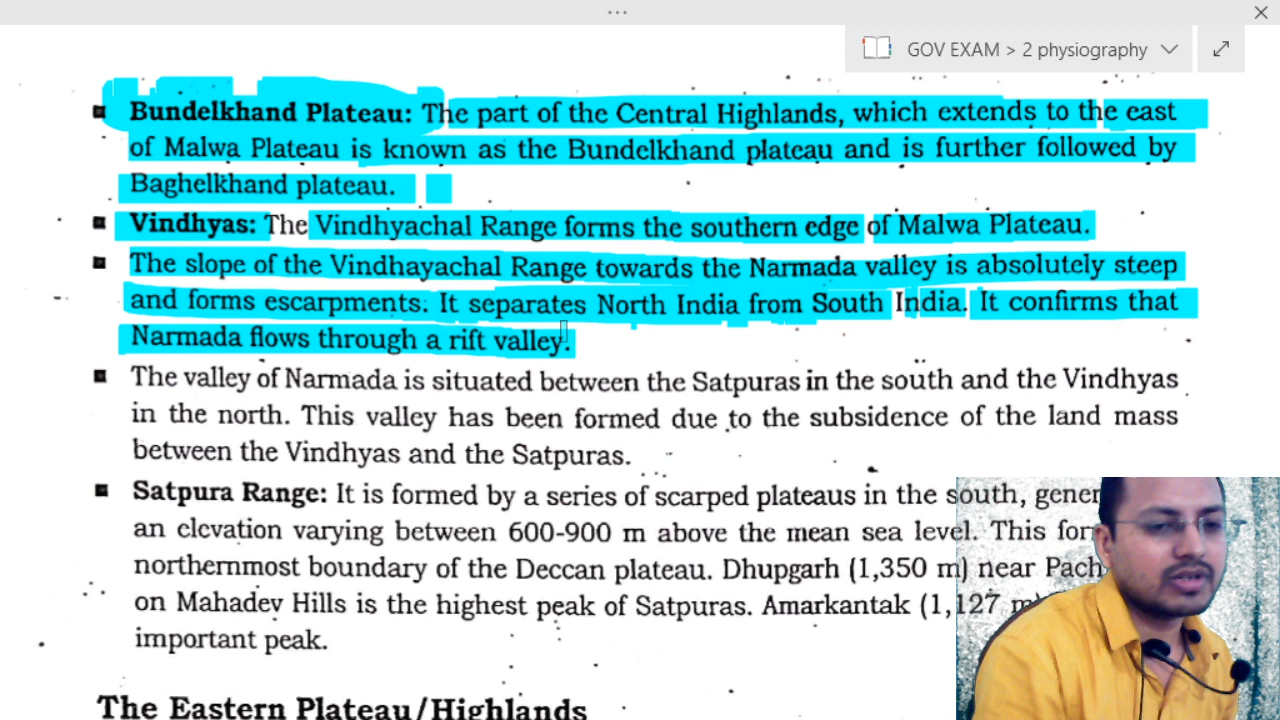 GOV EXAM > 2 physiography
Bundelkhand Plateau: The part of the Central Highlands, which extends to the east
of Malwa Plateau is known as the Bundelkhand plateau and is further followed by
Baghelkhand plateau.
Vindhyas: The Vindhyachal Range forms the southern edge of Malwa Plateau.
The slope of the Vindhayachal Range towards the Narmada valley is absolutely steep
and forms escarpments. It separates North India from South India. It confirms that
Narmada flows through a rift valley.
The valley of Narmada is situated between the Satpuras in the south and the Vindhyas
in the north. This valley has been formed due to the subsidence of the land mass
between the Vindhyas and the Satpuras.
Satpura Range: It is formed by a series of scarped plateaus in the south,
an elevation varying between 600-900 m above the mean sea level. This
northernmost boundary of the Deccan plateau. Dhupgarh (1,350 m) near
on Mahadev Hills is the highest peak of Satpuras. Amarkantak (1,127 m)
important peak.
The Eastern Plateau/Highlands